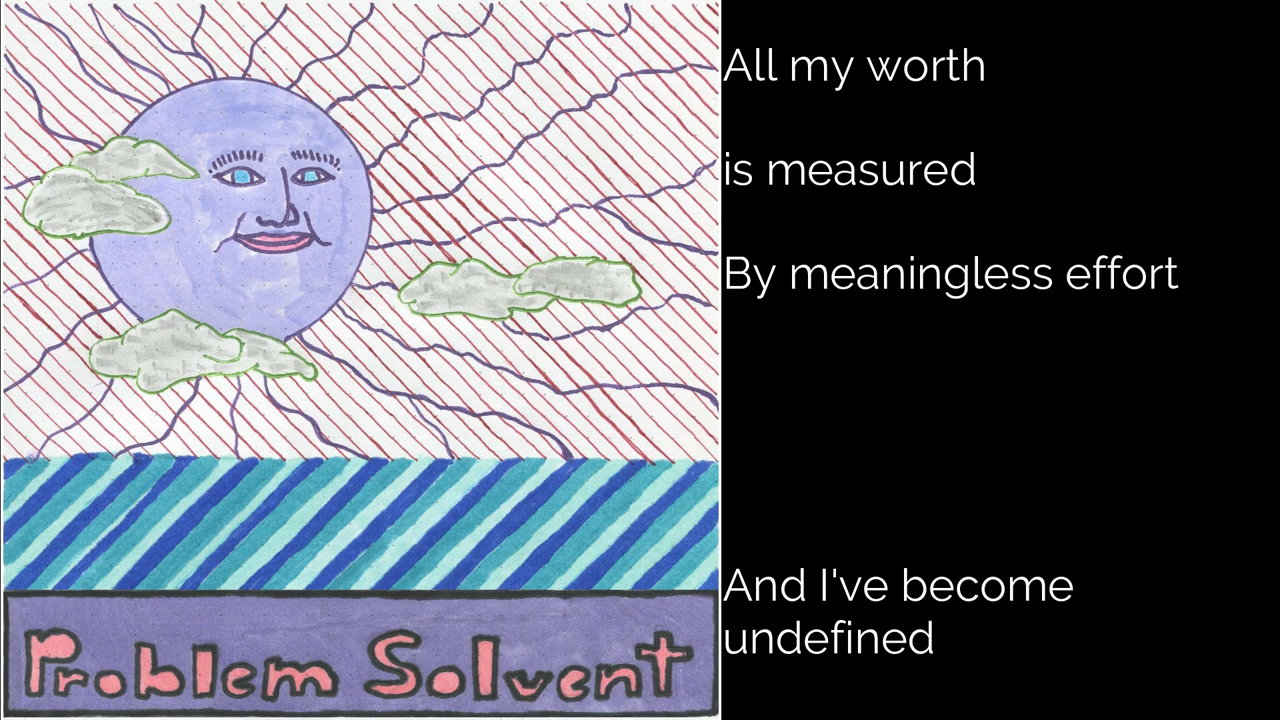 All my worth
is measured
By meaningless effort
And I've become
undefined
Problem Solvent